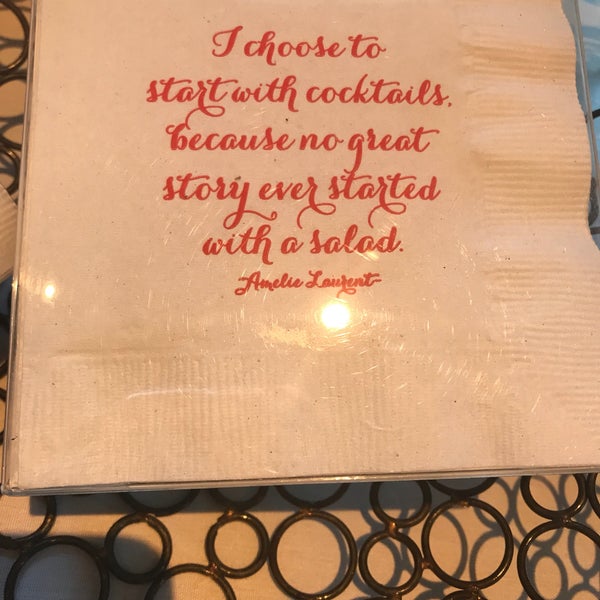 I choose to
start with cocktails,
because no great
story ever started
with a salad.
-Amelie Laurent-